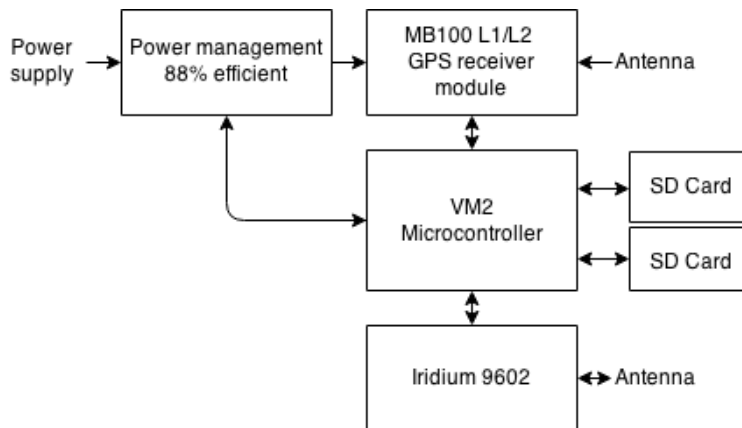 Power
supply
Power management
88% efficient
MB100 L1/L2
GPS receiver
module
Antenna
VM2
Microcontroller
SD Card
SD Card
Iridium 9602
Antenna